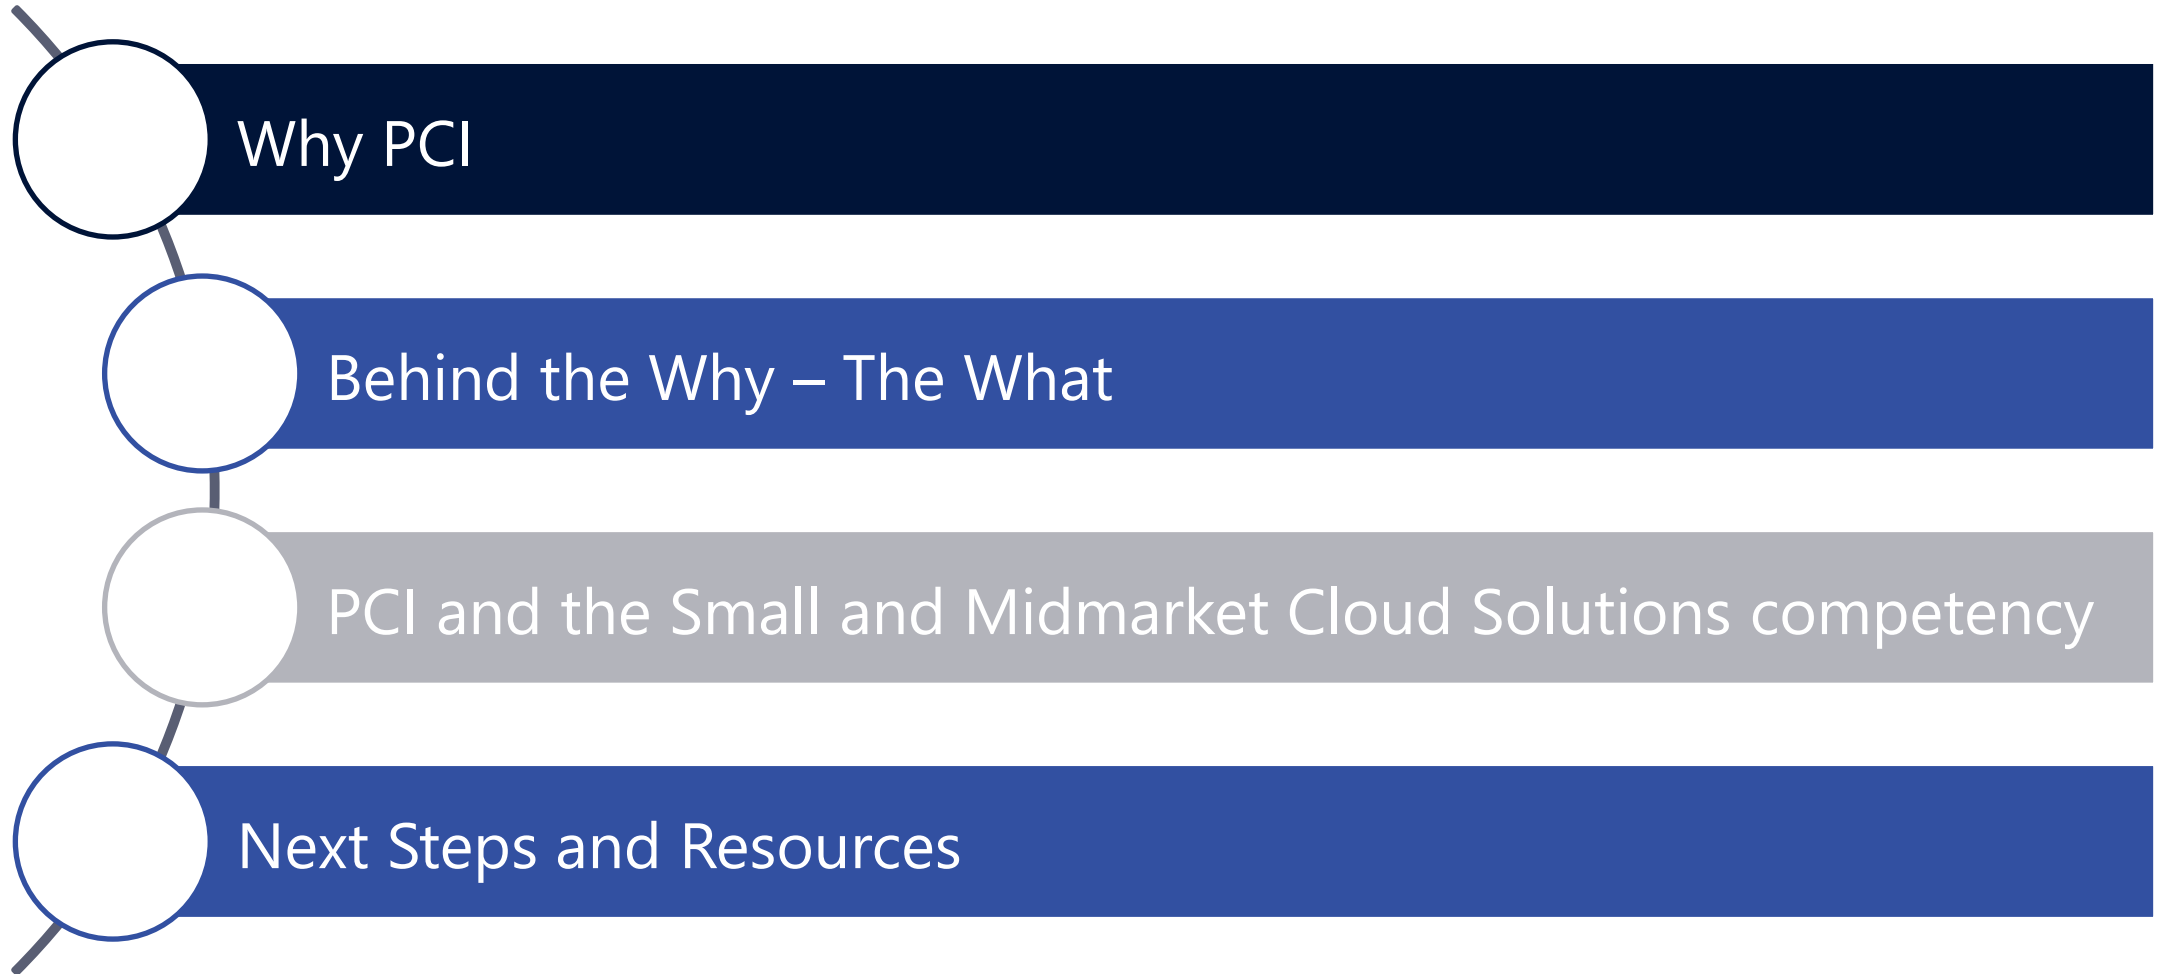 Why PCI
Behind the Why – The What
PCI and the Small and Midmarket Cloud Solutions competency
Next Steps and Resources